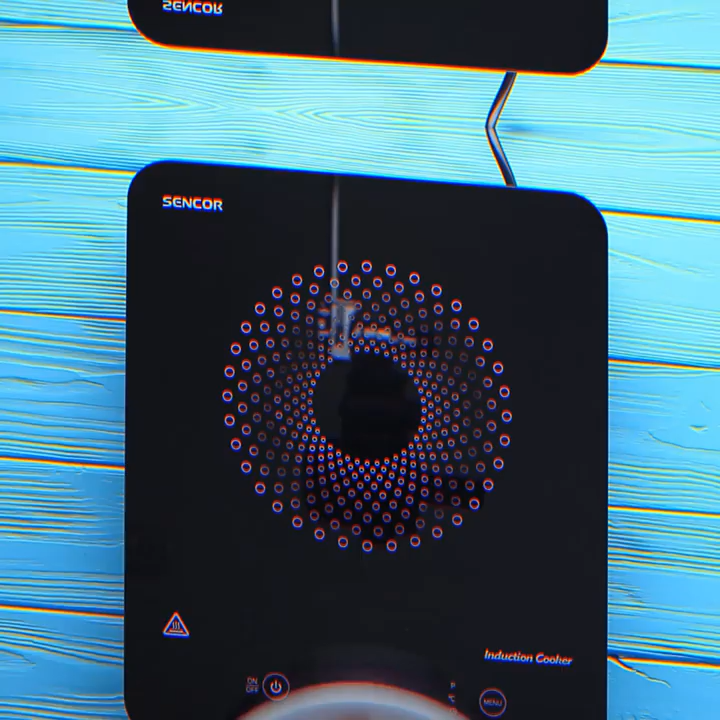 SENCOR
SENCOR
Induction Cooker
ON
OFF
MENU